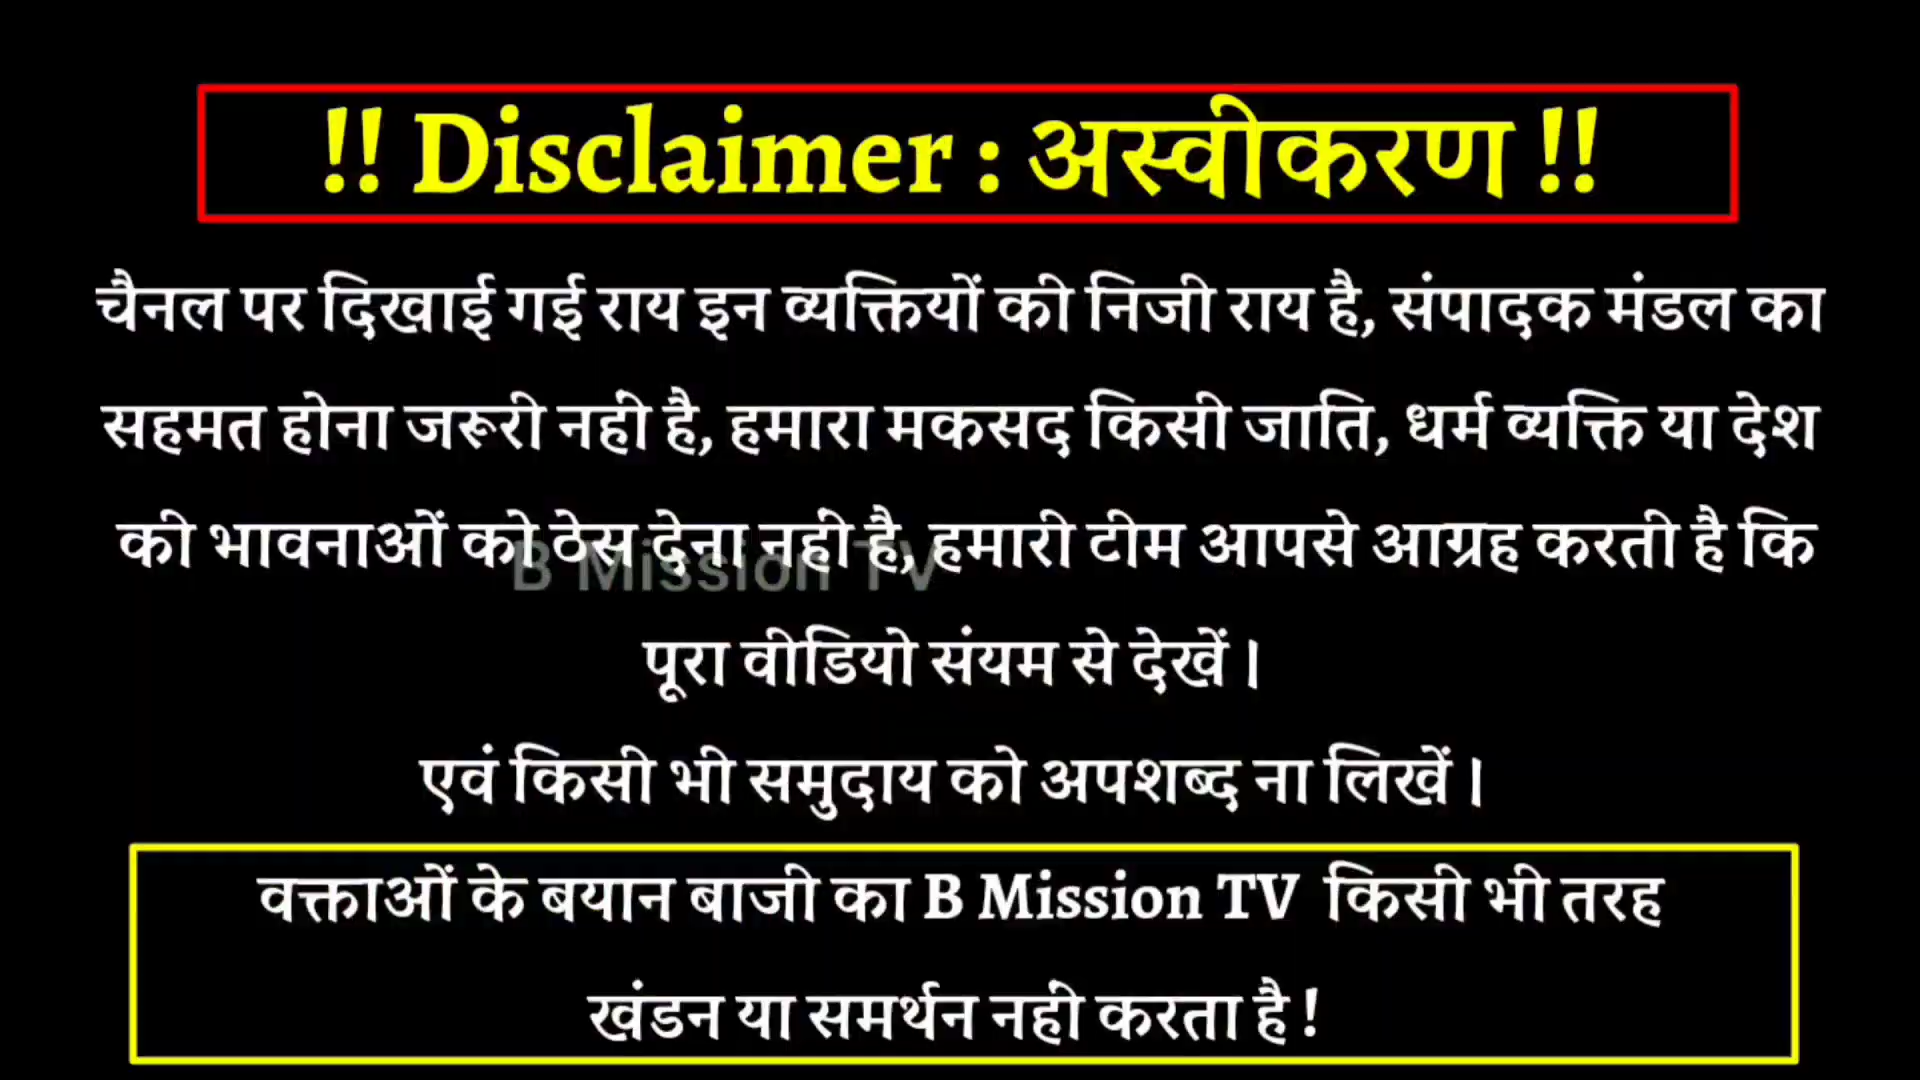 !! Disclaimer : अस्वीकरण !!
चैनल पर दिखाई गई राय इन व्यक्तियों की निजी राय है, संपादक मंडल का
सहमत होना जरूरी नही है, हमारा मकसद किसी जाति, धर्म व्यक्ति या देश
की भावनाओं को ठेस देना नही है, हमारी टीम आपसे आग्रह करती है कि
B Mission TV
पूरा वीडियो संयम से देखें ।
एवं किसी भी समुदाय को अपशब्द ना लिखें ।
वक्ताओं के बयान बाजी का B Mission TV किसी भी तरह
खंडन या समर्थन नही करता है !